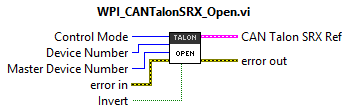 WPI_CANTalonSRX_Open.vi
Control Mode
Device Number
Master Device Number
error in
Invert
TALON
OPEN
CAN Talon SRX Ref
error out